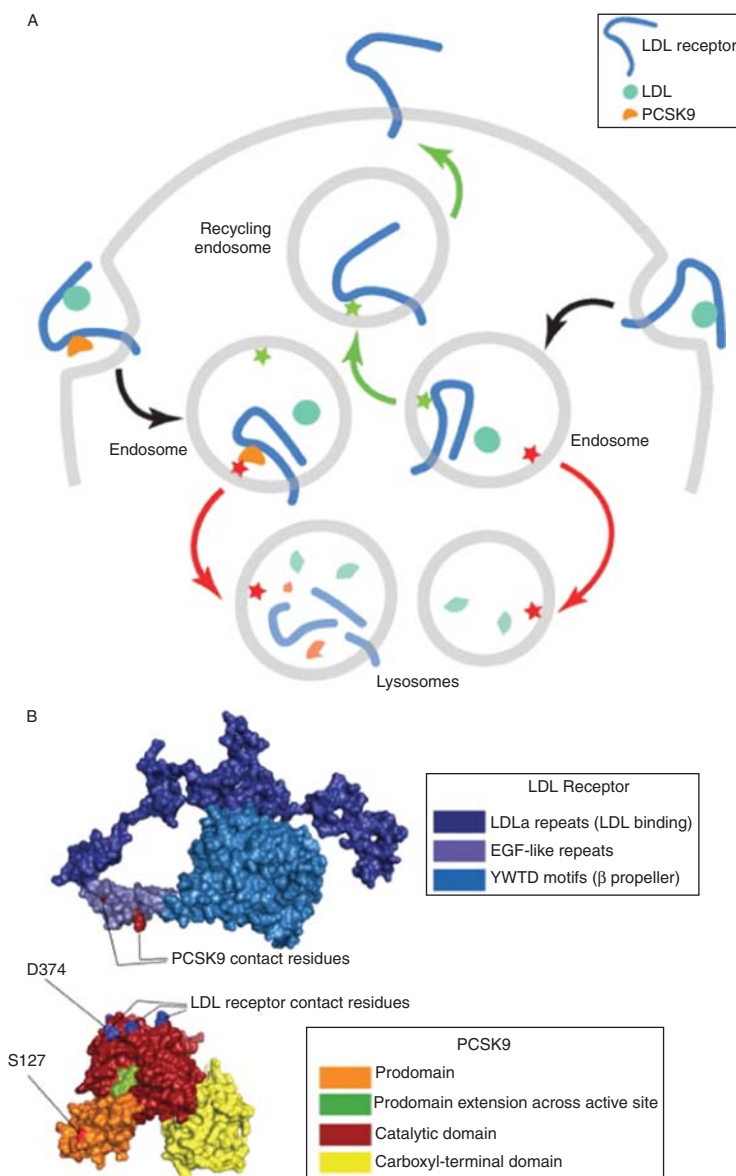 A
LDL receptor
LDL
PCSK9
Recycling
endosome
Endosome
Endosome
Lysosomes
B
LDL Receptor
LDLa repeats (LDL binding)
EGF-like repeats
YWTD motifs (β propeller)
PCSK9 contact residues
D374
LDL receptor contact residues
S127
PCSK9
Prodomain
Prodomain extension across active site
Catalytic domain
Carboxyl-terminal domain